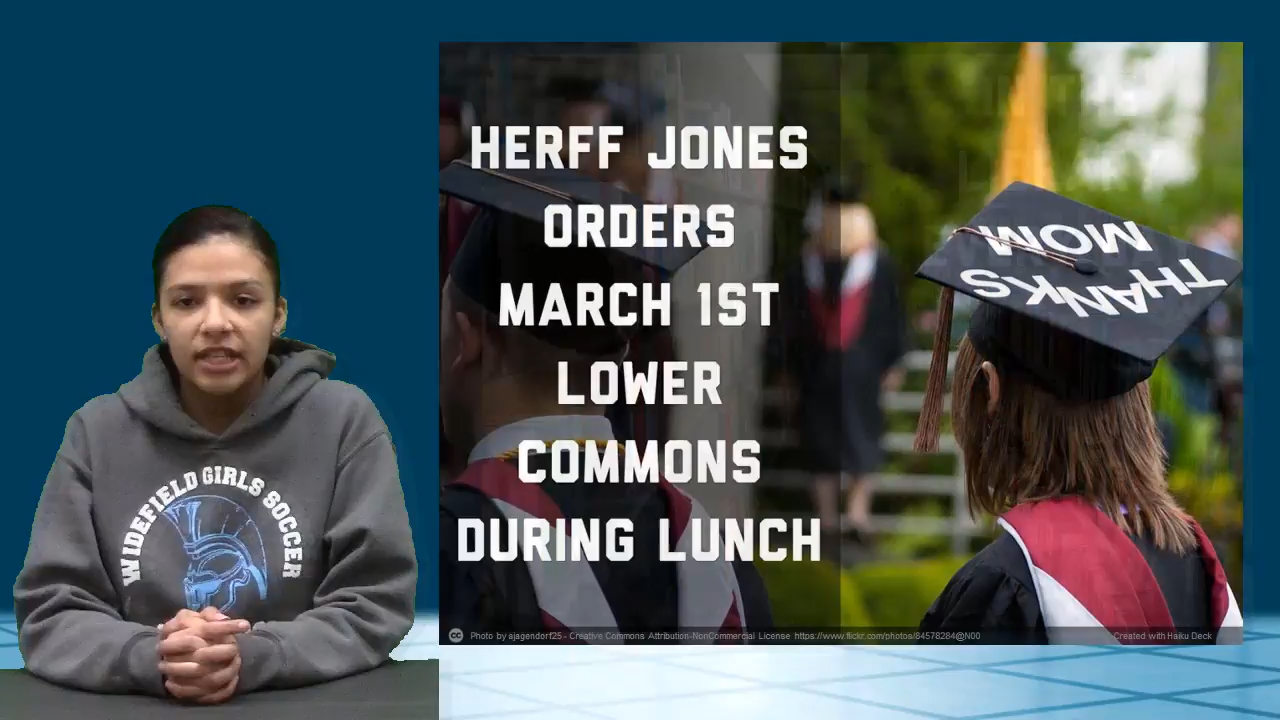 HERFF JONES
ORDERS
MARCH 1ST
LOWER
COMMONS
DURING LUNCH
THANKS
MOM
WIDEFIELD GIRLS SOCCER
Photo by ajagendorf25 - Creative Commons Attribution-NonCommercial License https://www.flickr.com/photos/84578284@N00
Created with Haiku Deck